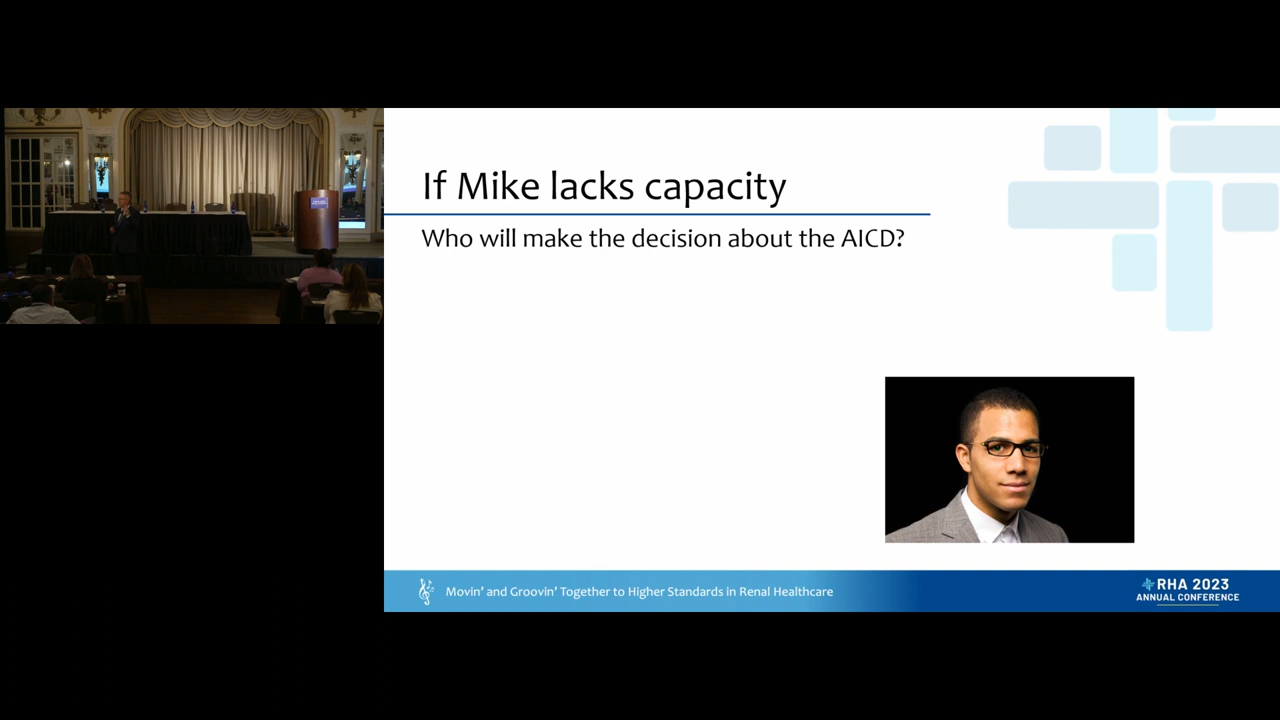 If Mike lacks capacity
Who will make the decision about the AICD?
Movin' and Groovin' Together to Higher Standards in Renal Healthcare
RHA 2023
ANNUAL CONFERENCE